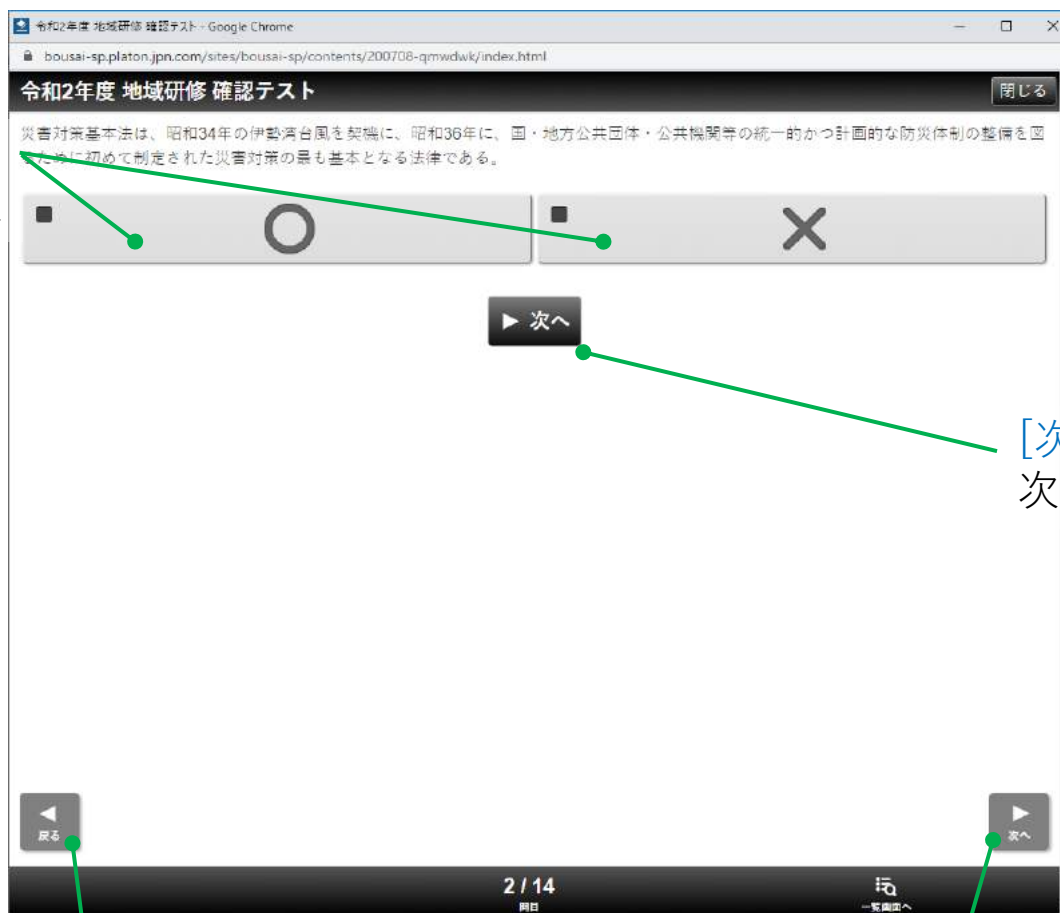 令和2年度 地域研修 確認テスト - Google Chrome
bousai-sp.platon.jpn.com/sites/bousai-sp/contents/200708-qmwdwk/index.html
令和2年度 地域研修 確認テスト
閉じる
災害対策基本法は、昭和34年の伊勢湾台風を契機に、昭和36年に、国・地方公共団体・公共機関等の統一的かつ計画的な防災体制の整備を図
るために初めて制定された災害対策の最も基本となる法律である。
▶ 次へ
[次
次
戻る
次へ
2 / 14
問目
一覧画面へ